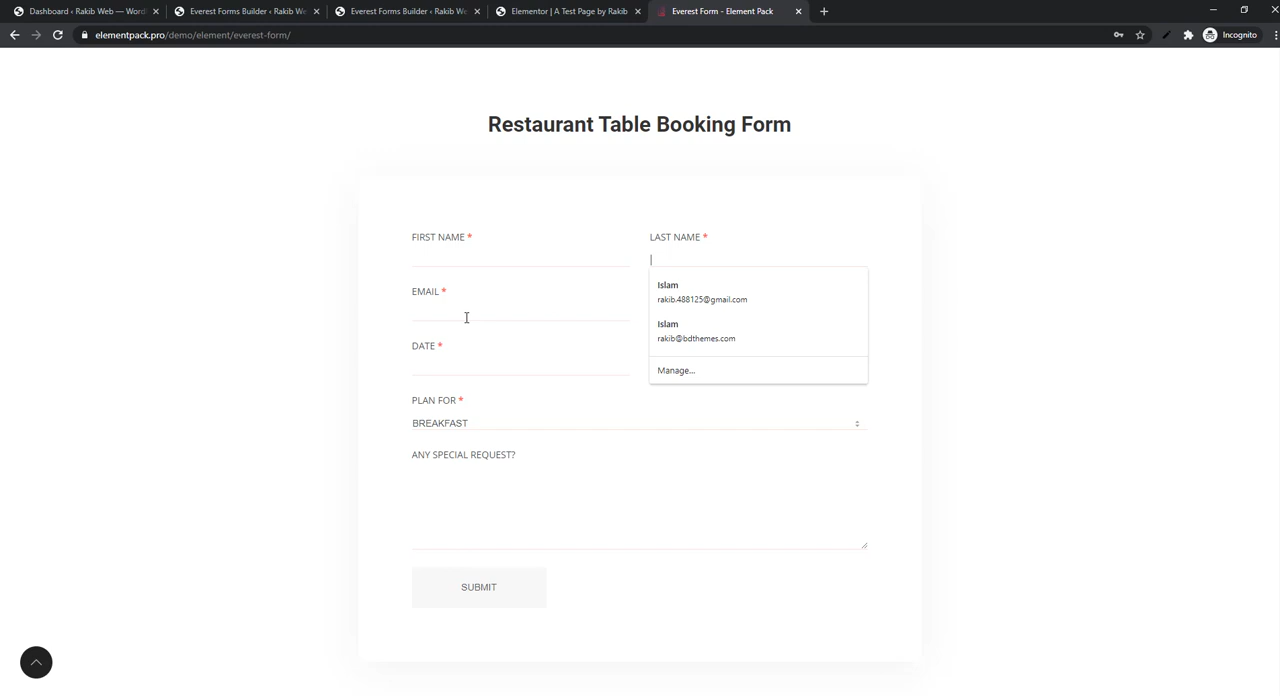 Dashboard ‹ Rakib Web — Word
Everest Forms Builder ‹ Rakib We
Everest Forms Builder ‹ Rakib We
Elementor | A Test Page by Rakib
Everest Form - Element Pack
elementpack.pro/demo/element/everest-form/
Incognito
Restaurant Table Booking Form
FIRST NAME *
LAST NAME *
Islam
rakib.488125@gmail.com
EMAIL *
Islam
rakib@bdthemes.com
DATE *
Manage...
PLAN FOR *
BREAKFAST
ANY SPECIAL REQUEST?
SUBMIT